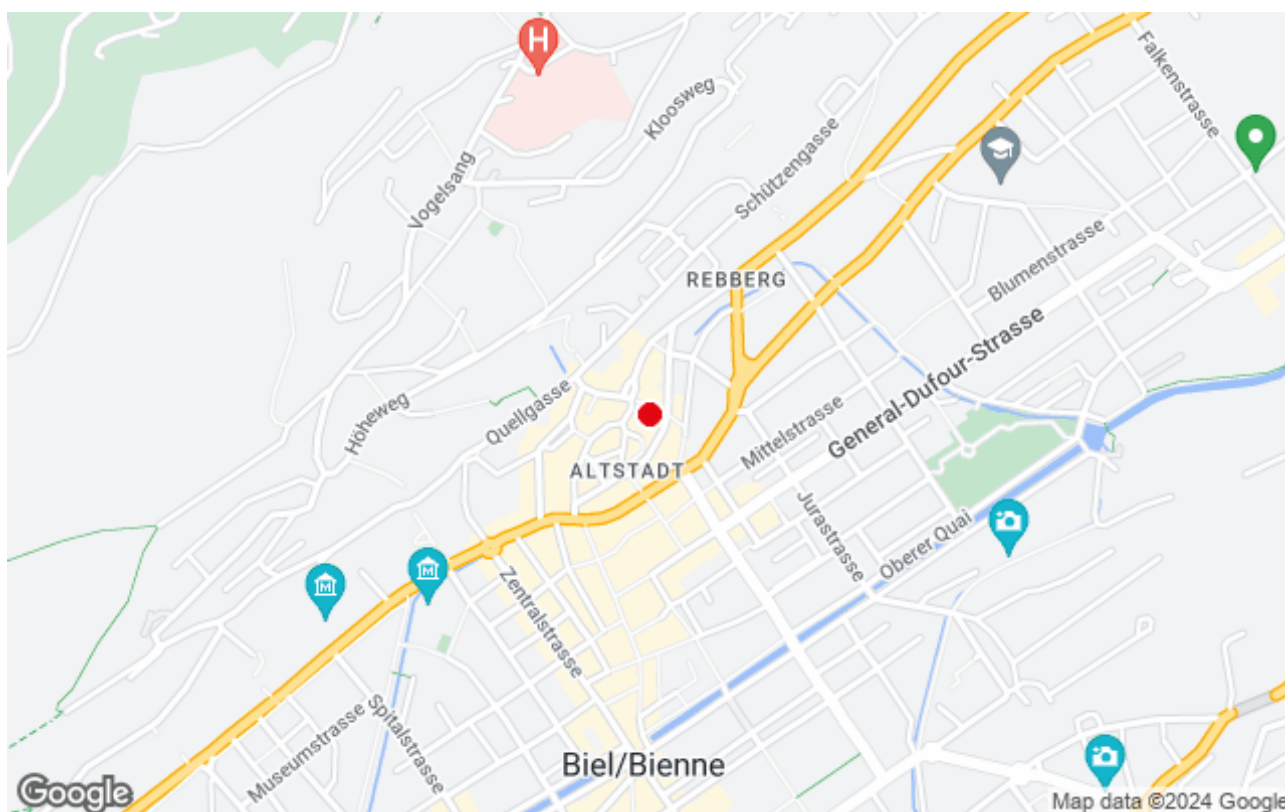 H
Falkenstrasse
Kloosweg
Schützengasse
Vogelsang
Blumenstrasse
REBBERG
General-Dufour-Strasse
Höheweg
Quellgasse
Mittelstrasse
ALTSTADT
Jurastrasse
Oberer Quai
M
M
Zentralstrasse
Museumstrasse
Spitalstrasse
Biel/Bienne
Google
Map data ©2024 Google